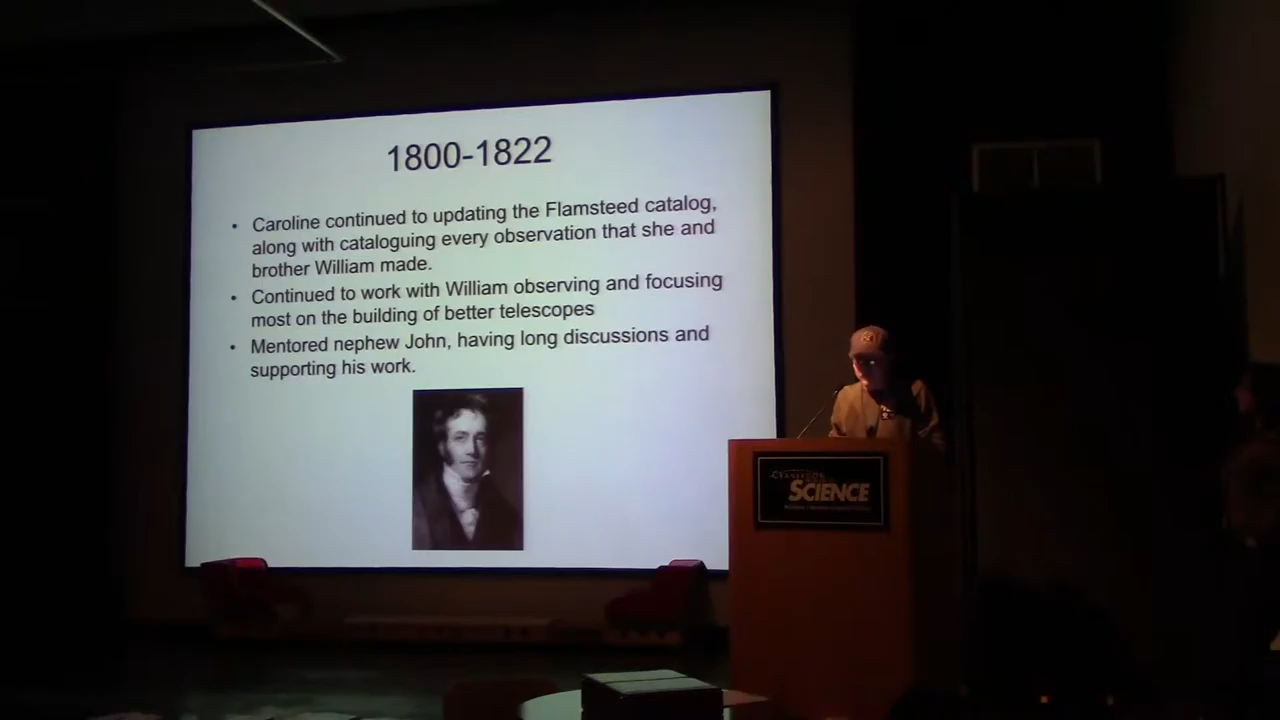 1800-1822
• Caroline continued to updating the Flamsteed catalog,
along with cataloguing every observation that she and
brother William made.
• Continued to work with William observing and focusing
most on the building of better telescopes
• Mentored nephew John, having long discussions and
supporting his work.
SCIENCE